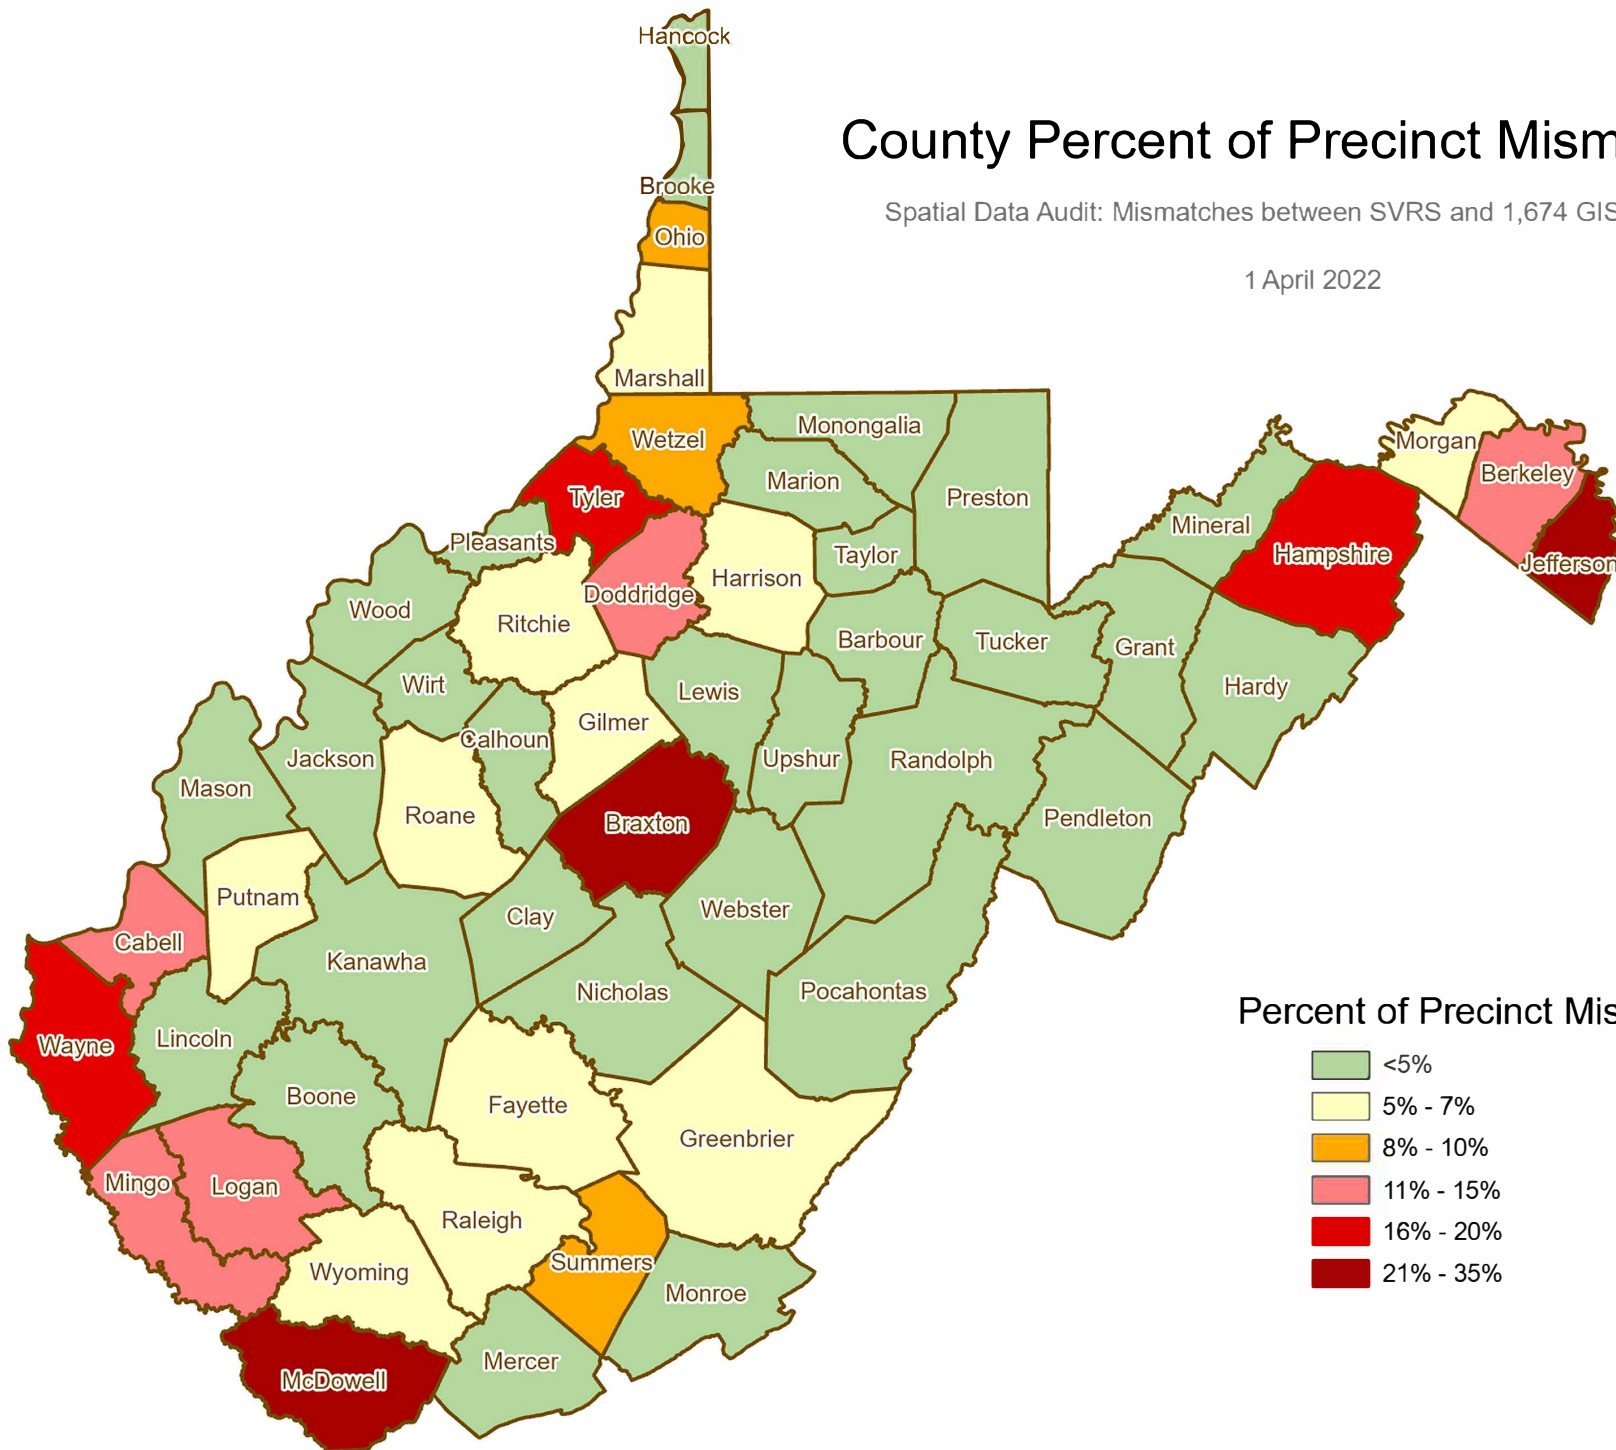 County Percent of Precinct Mism
Spatial Data Audit: Mismatches between SVRS and 1,674 GIS
1 April 2022
Hancock
Brooke
Ohio
Marshall
Wetzel
Monongalia
Marion
Preston
Tyler
Pleasants
Taylor
Harrison
Doddridge
Ritchie
Wood
Wirt
Barbour
Tucker
Grant
Mineral
Hampshire
Morgan
Berkeley
Jefferson
Hardy
Lewis
Gilmer
Calhoun
Upshur
Randolph
Jackson
Mason
Roane
Braxton
Pendleton
Putnam
Clay
Webster
Cabell
Kanawha
Nicholas
Pocahontas
Wayne
Lincoln
Boone
Fayette
Greenbrier
Mingo
Logan
Raleigh
Wyoming
Summers
Monroe
Mercer
McDowell
Percent of Precinct Mis
<5%
5% - 7%
8% - 10%
11% - 15%
16% - 20%
21% - 35%